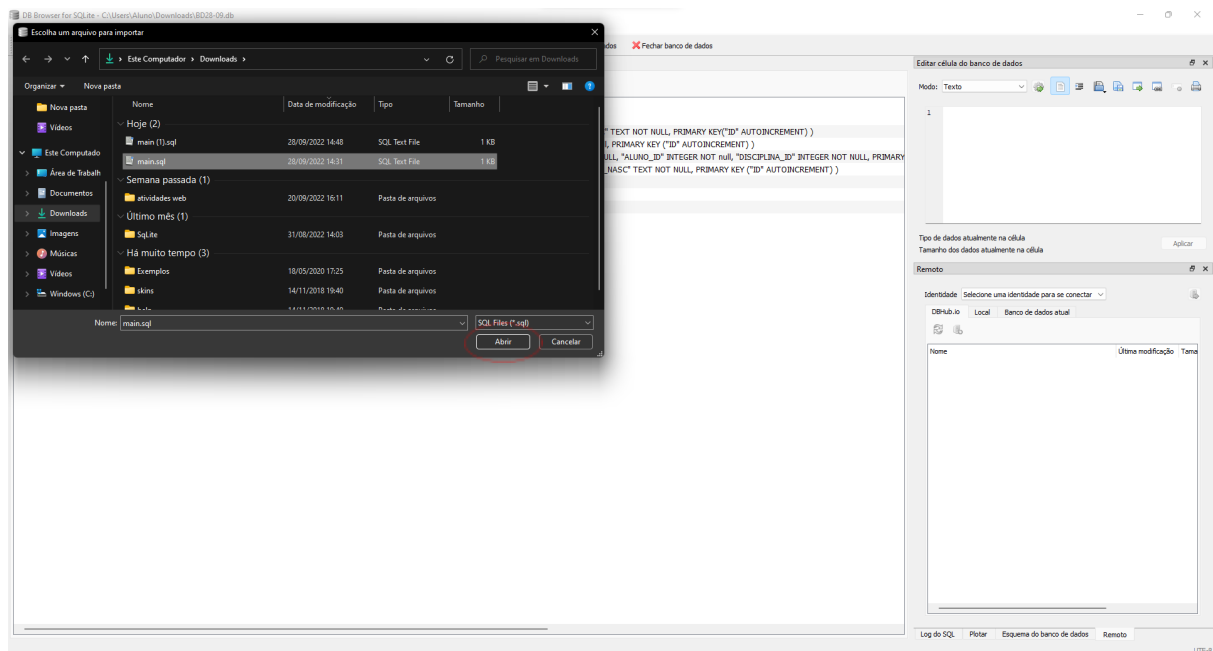 DB Browser for SQLite - C:\Users\Aluno\Downloads\BD28-09.db
Escolha um arquivo para importar
Este Computador > Downloads >
Pesquisar em Downloads
Organizar
Nova pasta
Nova pasta
Vídeos
Este Computado
Área de Trabalh
Documentos
Downloads
Imagens
Músicas
Vídeos
Windows (C:)
Nome Data de modificação Tipo Tamanho
Hoje (2)
main (1).sql 28/09/2022 14:48 SQL Text File 1 KB
main.sql 28/09/2022 14:31 SQL Text File 1 KB
Semana passada (1)
atividades web 20/09/2022 16:11 Pasta de arquivos
Último mês (1)
SqLite 31/08/2022 14:03 Pasta de arquivos
Há muito tempo (3)
Exemplos 18/05/2020 17:25 Pasta de arquivos
skins 14/11/2018 19:40 Pasta de arquivos
Nome: main.sql
SQL Files (*.sql)
Abrir Cancelar
Fechar banco de dados
" TEXT NOT NULL, PRIMARY KEY("ID" AUTOINCREMENT) )
, PRIMARY KEY ("ID" AUTOINCREMENT) )
ULL, "ALUNO_ID" INTEGER NOT null, "DISCIPLINA_ID" INTEGER NOT NULL, PRIMARY
_NASC" TEXT NOT NULL, PRIMARY KEY ("ID" AUTOINCREMENT) )
Editar célula do banco de dados
Modo: Texto
1
Tipo de dados atualmente na célula
Tamanho dos dados atualmente na célula
Aplicar
Remoto
Identidade Selecione uma identidade para se conectar
DBHub.io Local Banco de dados atual
Nome Última modificação Tama
Log do SQL Plotar Esquema do banco de dados Remoto